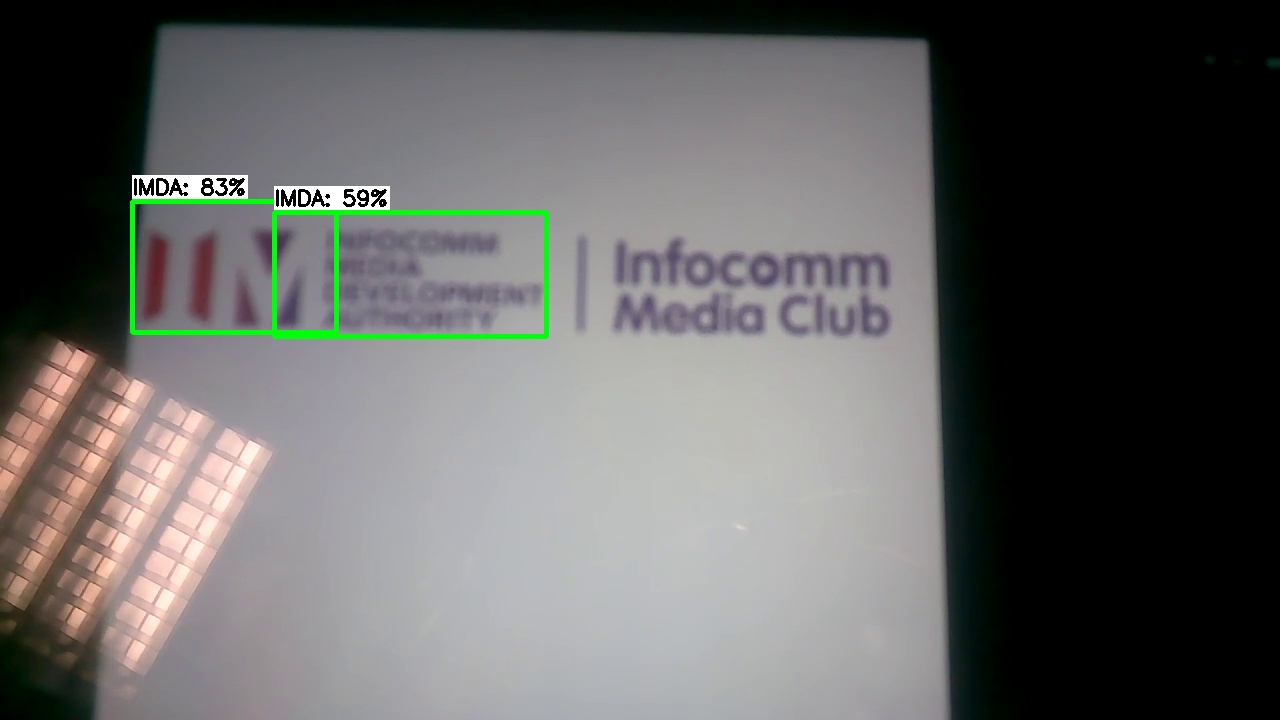 IMDA: 83%
IMDA: 59%
INFOCOMM
MEDIA
DEVELOPMENT
AUTHORITY
Infocomm
Media Club